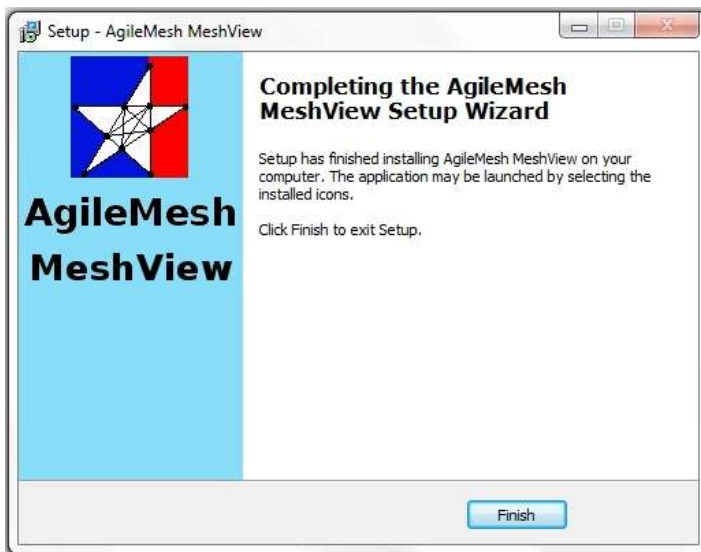 Setup - AgileMesh MeshView
AgileMesh
MeshView
Completing the AgileMesh
MeshView Setup Wizard
Setup has finished installing AgileMesh MeshView on your
computer. The application may be launched by selecting the
installed icons.
Click Finish to exit Setup.
Finish